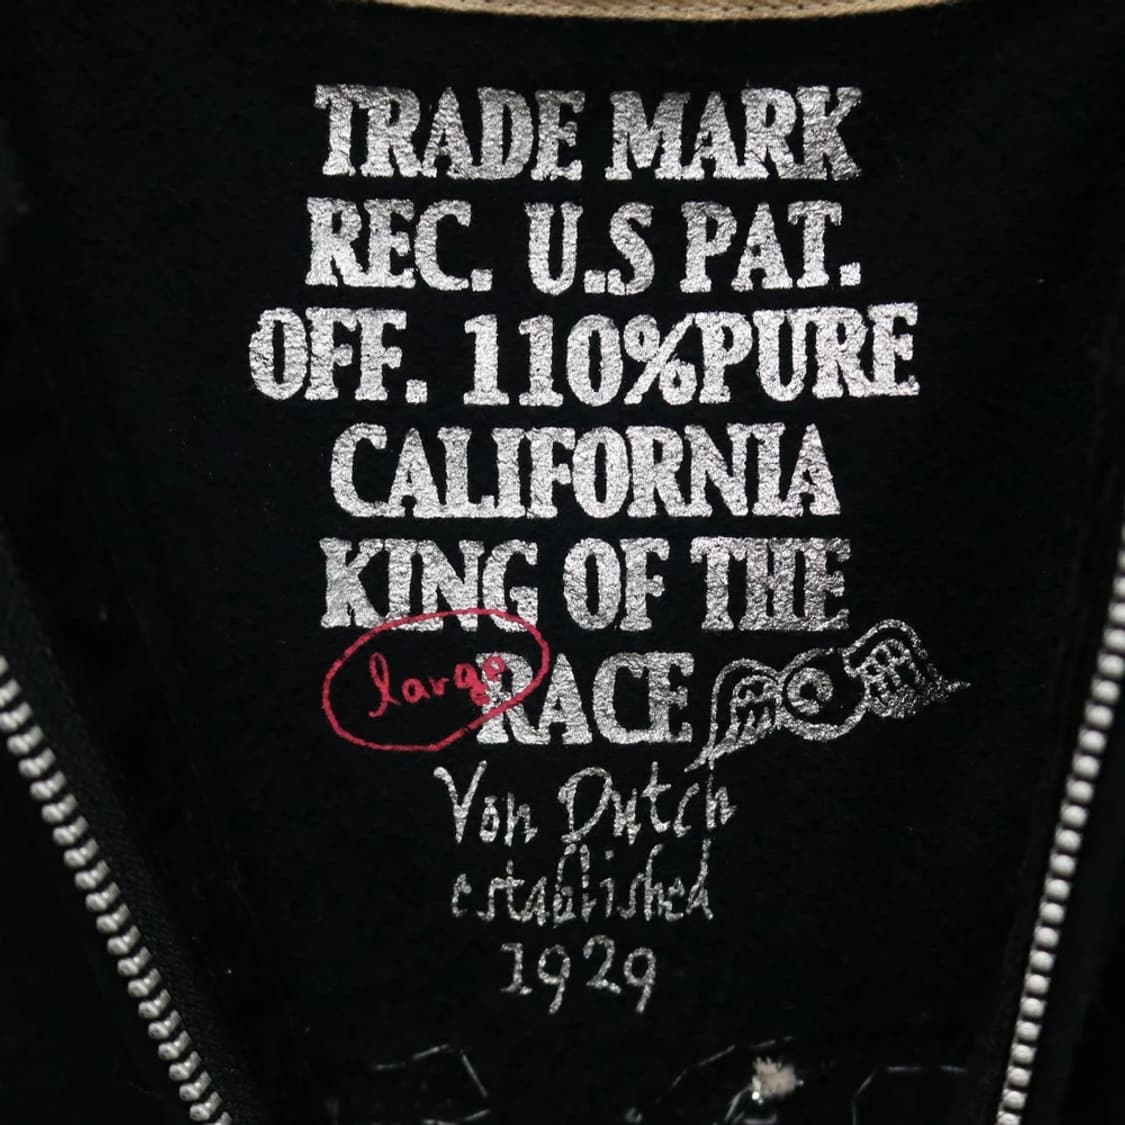 TRADE MARK
REC. U.S PAT.
OFF. 110%PURE
CALIFORNIA
KING OF THE
large RACE
Von Dutch
established
1929